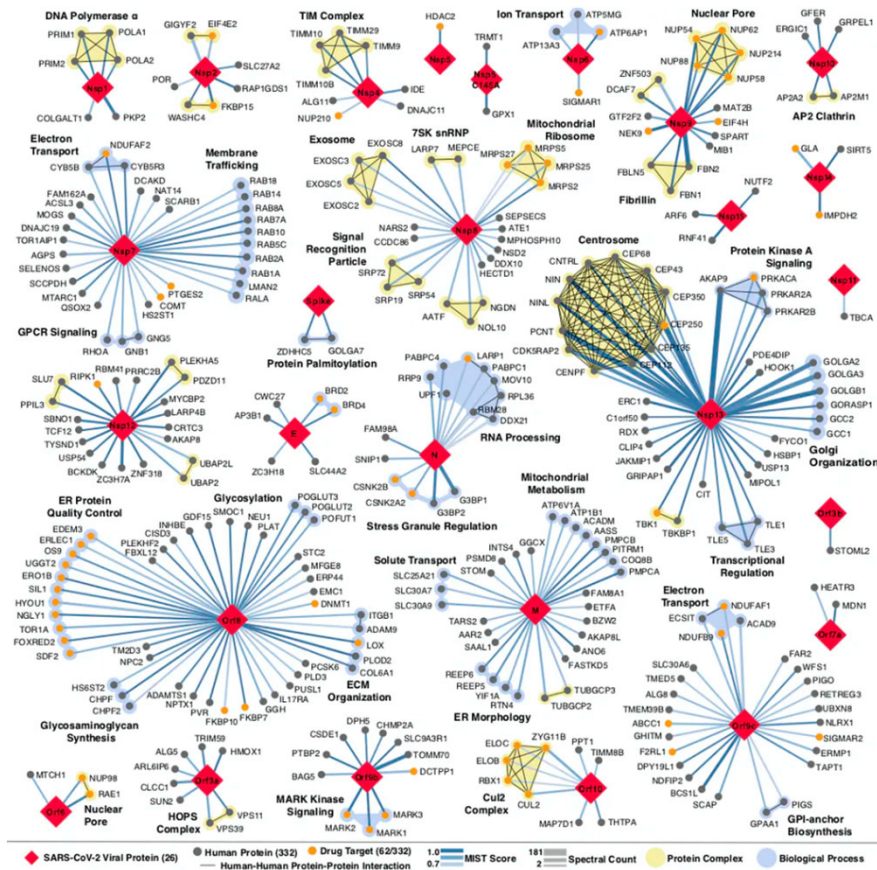 DNA Polymerase α
PRIM1
POLA1
PRIM2
POLA2
Nsp1
COLGALT1
PKP2
GIGYF2
EIF4E2
Nsp2
SLC27A2
POR
RAP1GDS1
WASHC4
FKBP15
TIM Complex
TIMM29
TIMM10
TIMM9
TIMM10B
Nsp4
ALG11
IDE
NUP210
DNAJC11
HDAC2
Nsp5
TRMT1
Nsp5
C145A
GPX1
Ion Transport
ATP5MG
ATP6AP1
ATP13A3
Nsp6
SIGMAR1
Nuclear Pore
NUP54
NUP62
NUP214
NUP88
NUP58
ZNF503
DCAF7
GTF2F2
NEK9
Nsp9
MAT2B
EIF4H
SPART
MIB1
FBLN5
FBN2
FBN1
Fibrillin
GFER
ERGIC1
GRPEL1
Nsp10
AP2A2
AP2M1
AP2 Clathrin
Electron
Transport
NDUFAF2
CYB5B
CYB5R3
Membrane
Trafficking
RAB18
RAB14
RAB8A
RAB7A
RAB10
RAB5C
RAB2A
RAB1A
LMAN2
RALA
DCAKD
NAT14
SCARB1
FAM162A
ACSL3
MOGS
DNAJC19
TOR1AIP1
AGPS
SELENOS
SCCPDH
MTARC1
QSOX2
Nsp7
PTGES2
COMT
HS2ST1
GPCR Signaling
RHOA
GNB1
GNG5
Exosome
EXOSC8
EXOSC3
EXOSC5
EXOSC2
7SK snRNP
LARP7
MEPCE
Mitochondrial
Ribosome
MRPS5
MRPS27
MRPS25
MRPS2
Nsp8
NARS2
CCDC86
SEPSECS
ATE1
MPHOSPH10
NSD2
DDX10
HECTD1
Signal
Recognition
Particle
SRP72
SRP19
SRP54
NGDN
AATF
NOL10
GLA
SIRT5
Nsp14
IMPDH2
NUTF2
ARF6
Nsp15
RNF41
Spike
ZDHHC5
GOLGA7
Protein Palmitoylation
Centrosome
CEP68
CNTRL
CEP43
NIN
CEP350
NINL
CEP250
PCNT
CEP135
CDK5RAP2
CEP112
CENPF
Protein Kinase A
Signaling
AKAP9
PRKACA
PRKAR2A
PRKAR2B
Nsp11
TBCA
PDE4DIP
HOOK1
GOLGA2
GOLGA3
GOLGB1
GORASP1
GCC2
GCC1
Golgi
Organization
Nsp13
ERC1
C1orf50
RDX
CLIP4
JAKMIP1
GRIPAP1
FYCO1
HSBP1
USP13
MIPOL1
CIT
TBK1
TBKBP1
TLE1
TLE5
TLE3
Transcriptional
Regulation
PLEKHA5
RBM41
PRRC2B
RIPK1
PDZD11
SLU7
PPIL3
MYCBP2
LARP4B
CRTC3
AKAP8
Nsp12
SBNO1
TCF12
TYSND1
USP54
BCKDK
ZC3H7A
ZNF318
UBAP2L
UBAP2
CWC27
BRD2
BRD4
AP3B1
E
ZC3H18
SLC44A2
PABPC4
LARP1
RRP9
PABPC1
MOV10
UPF1
RPL36
RBM28
DDX21
RNA Processing
FAM98A
SNIP1
N
CSNK2B
CSNK2A2
G3BP1
G3BP2
Stress Granule Regulation
Orf3b
STOML2
ER Protein
Quality Control
EDEM3
ERLEC1
OS9
UGGT2
ERO1B
SIL1
HYOU1
NGLY1
TOR1A
FOXRED2
SDF2
Glycosylation
POGLUT3
POGLUT2
POFUT1
SMOC1
GDF15
NEU1
INHBE
PLAT
CISD3
PLEKHF2
FBXL12
STC2
MFGE8
ERP44
EMC1
DNMT1
Orf8
ITGB1
ADAM9
LOX
PLOD2
COL6A1
ECM
Organization
TM2D3
NPC2
HS6ST2
CHPF
CHPF2
Glycosaminoglycan
Synthesis
ADAMTS1
NPTX1
PVR
FKBP10
FKBP7
GGH
IL17RA
PUSL1
PLD3
PCSK6
Mitochondrial
Metabolism
ATP6V1A
ATP1B1
ACADM
AASS
PMPCB
PITRM1
COQ8B
PMPCA
GGCX
INTS4
PSMD8
STOM
Solute Transport
SLC25A21
SLC30A7
SLC30A9
M
FAM8A1
ETFA
BZW2
AKAP8L
ANO6
FASTKD5
TARS2
AAR2
SAAL1
REEP6
REEP5
YIF1A
RTN4
ER Morphology
TUBGCP3
TUBGCP2
HEATR3
MDN1
Orf7a
Electron
Transport
NDUFAF1
ECSIT
ACAD9
NDUFB9
FAR2
WFS1
PIGO
RETREG3
UBXN8
NLRX1
SIGMAR2
ERMP1
TAPT1
SLC30A6
TMED5
ALG8
TMEM39B
ABCC1
GHITM
F2RL1
DPY19L1
NDFIP2
BCS1L
SCAP
Orf9c
PIGS
GPAA1
GPI-anchor
Biosynthesis
MTCH1
NUP98
RAE1
Orf6
Nuclear
Pore
TRIM59
ALG5
HMOX1
ARL6IP6
Orf3a
CLCC1
SUN2
VPS11
VPS39
HOPS
Complex
DPH5
CHMP2A
CSDE1
SLC9A3R1
PTBP2
TOMM70
BAG5
Orf9b
DCTPP1
MARK Kinase
Signaling
MARK3
MARK2
MARK1
ELOC
ZYG11B
ELOB
PPT1
TIMM8B
RBX1
CUL2
Cul2
Complex
Orf10
MAP7D1
THTPA
SARS-CoV-2 Viral Protein (26)
Human Protein (332)
Drug Target (62/332)
Human-Human Protein-Protein Interaction
1.0
0.7
MIST Score
181
2
Spectral Count
Protein Complex
Biological Process